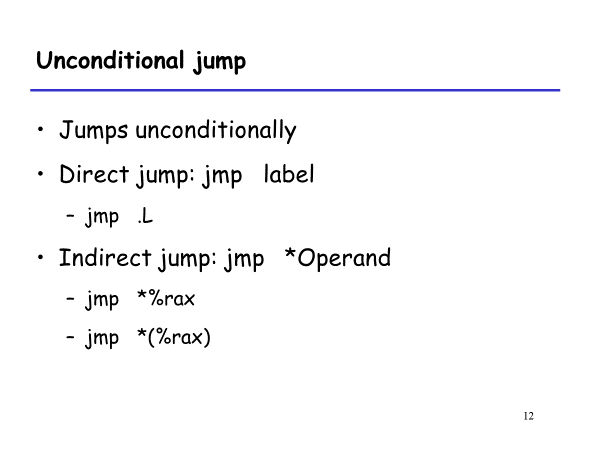 Unconditional jump
• Jumps unconditionally
• Direct jump: jmp label
– jmp .L
• Indirect jump: jmp *Operand
– jmp *%rax
– jmp *(%rax)
12